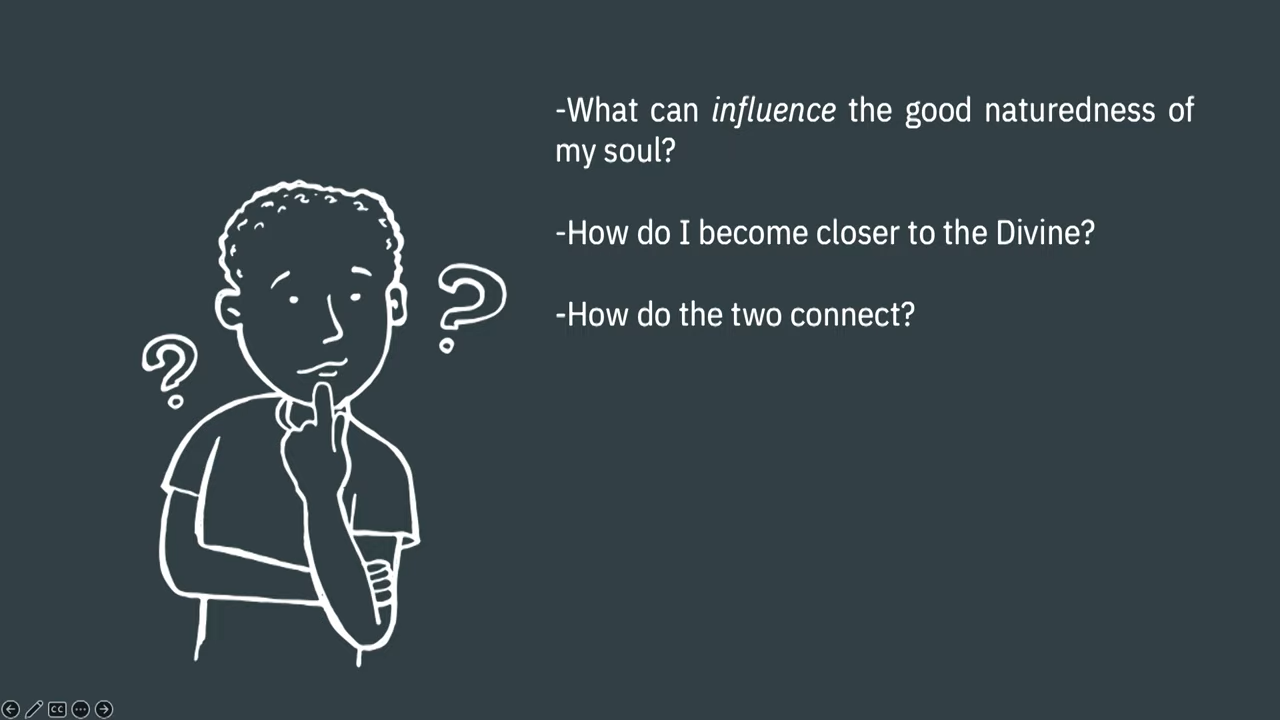 -What can influence the good naturedness of
my soul?
-How do I become closer to the Divine?
-How do the two connect?
? ?
CC